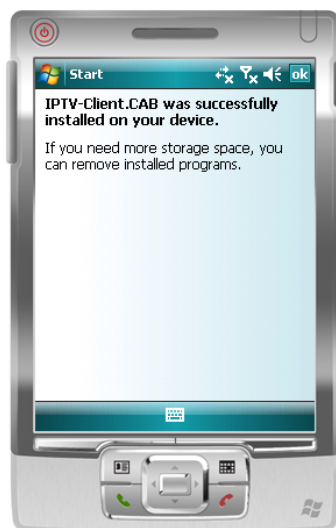 Start
ok
IPTV-Client.CAB was successfully
installed on your device.
If you need more storage space, you
can remove installed programs.